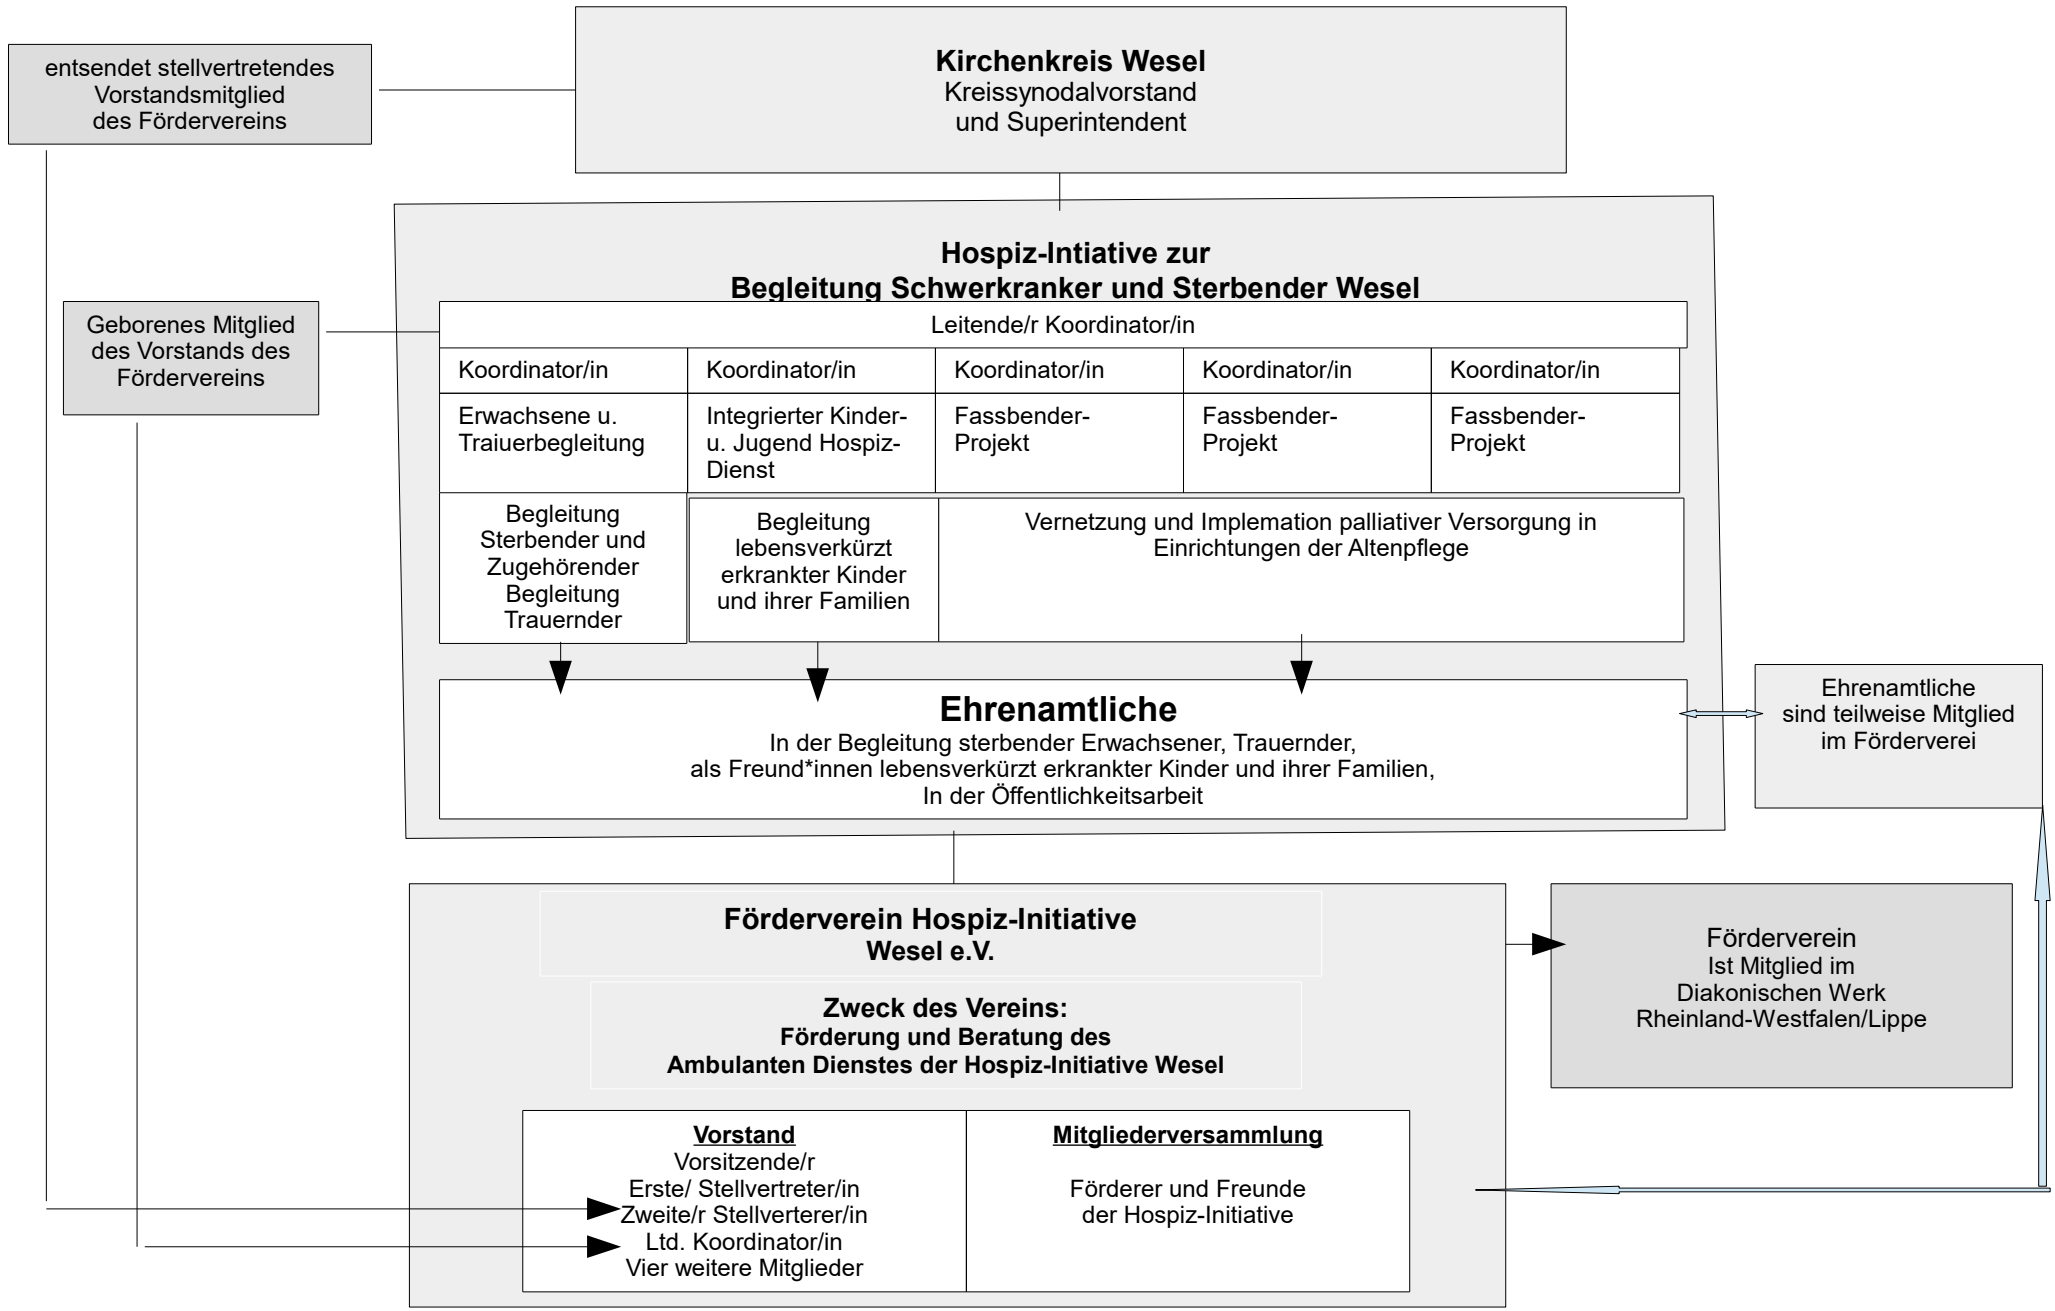 entsendet stellvertretendes
Vorstandsmitglied
des Fördervereins
Kirchenkreis Wesel
Kreissynodalvorstand
und Superintendent
Hospiz-Intiative zur
Begleitung Schwerkranker und Sterbender Wesel
Geborenes Mitglied
des Vorstands des
Fördervereins
Leitende/r Koordinator/in
Koordinator/in
Koordinator/in
Koordinator/in
Koordinator/in
Koordinator/in
Erwachsene u.
Traiuerbegleitung
Integrierter Kinder-
u. Jugend Hospiz-
Dienst
Fassbender-
Projekt
Fassbender-
Projekt
Fassbender-
Projekt
Begleitung
Sterbender und
Zugehörender
Begleitung
Trauernder
Begleitung
lebensverkürzt
erkrankter Kinder
und ihrer Familien
Vernetzung und Implemation palliativer Versorgung in
Einrichtungen der Altenpflege
Ehrenamtliche
In der Begleitung sterbender Erwachsener, Trauernder,
als Freund*innen lebensverkürzt erkrankter Kinder und ihrer Familien,
In der Öffentlichkeitsarbeit
Ehrenamtliche
sind teilweise Mitglied
im Förderverei
Förderverein Hospiz-Initiative
Wesel e.V.
Zweck des Vereins:
Förderung und Beratung des
Ambulanten Dienstes der Hospiz-Initiative Wesel
Förderverein
Ist Mitglied im
Diakonischen Werk
Rheinland-Westfalen/Lippe
Vorstand
Vorsitzende/r
Erste/ Stellvertreter/in
Zweite/r Stellverterer/in
Ltd. Koordinator/in
Vier weitere Mitglieder
Mitgliederversammlung
Förderer und Freunde
der Hospiz-Initiative